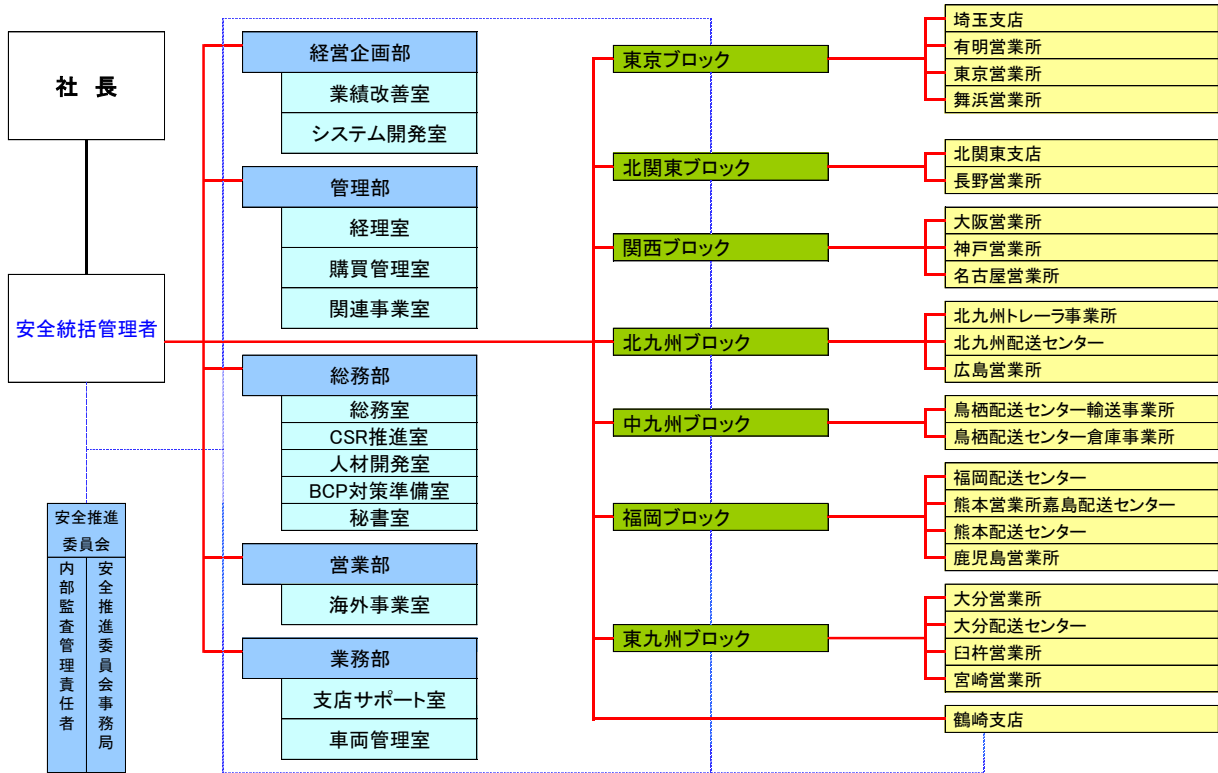 社 長
安全統括管理者
安全推進
委員会
内部監査管理責任者
安全推進委員会事務局
経営企画部
業績改善室
システム開発室
管理部
経理室
購買管理室
関連事業室
総務部
総務室
CSR推進室
人材開発室
BCP対策準備室
秘書室
営業部
海外事業室
業務部
支店サポート室
車両管理室
東京ブロック
北関東ブロック
関西ブロック
北九州ブロック
中九州ブロック
福岡ブロック
東九州ブロック
埼玉支店
有明営業所
東京営業所
舞浜営業所
北関東支店
長野営業所
大阪営業所
神戸営業所
名古屋営業所
北九州トレーラ事業所
北九州配送センター
広島営業所
鳥栖配送センター輸送事業所
鳥栖配送センター倉庫事業所
福岡配送センター
熊本営業所嘉島配送センター
熊本配送センター
鹿児島営業所
大分営業所
大分配送センター
臼杵営業所
宮崎営業所
鶴崎支店